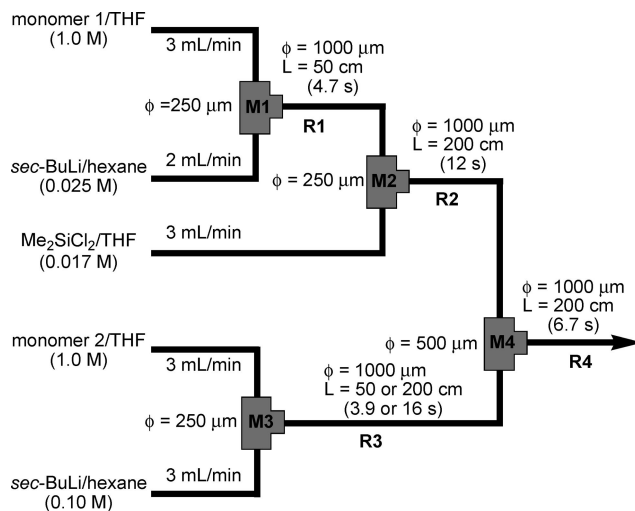 monomer 1/THF
(1.0 M)
3 mL/min
ϕ = 1000 µm
L = 50 cm
(4.7 s)
ϕ =250 µm
M1
R1
sec-BuLi/hexane
(0.025 M)
2 mL/min
ϕ = 1000 µm
L = 200 cm
(12 s)
ϕ = 250 µm
M2
R2
Me₂SiCl₂/THF
(0.017 M)
3 mL/min
ϕ = 1000 µm
L = 200 cm
(6.7 s)
ϕ = 500 µm
M4
R4
monomer 2/THF
(1.0 M)
3 mL/min
ϕ = 1000 µm
L = 50 or 200 cm
(3.9 or 16 s)
ϕ = 250 µm
M3
R3
sec-BuLi/hexane
(0.10 M)
3 mL/min